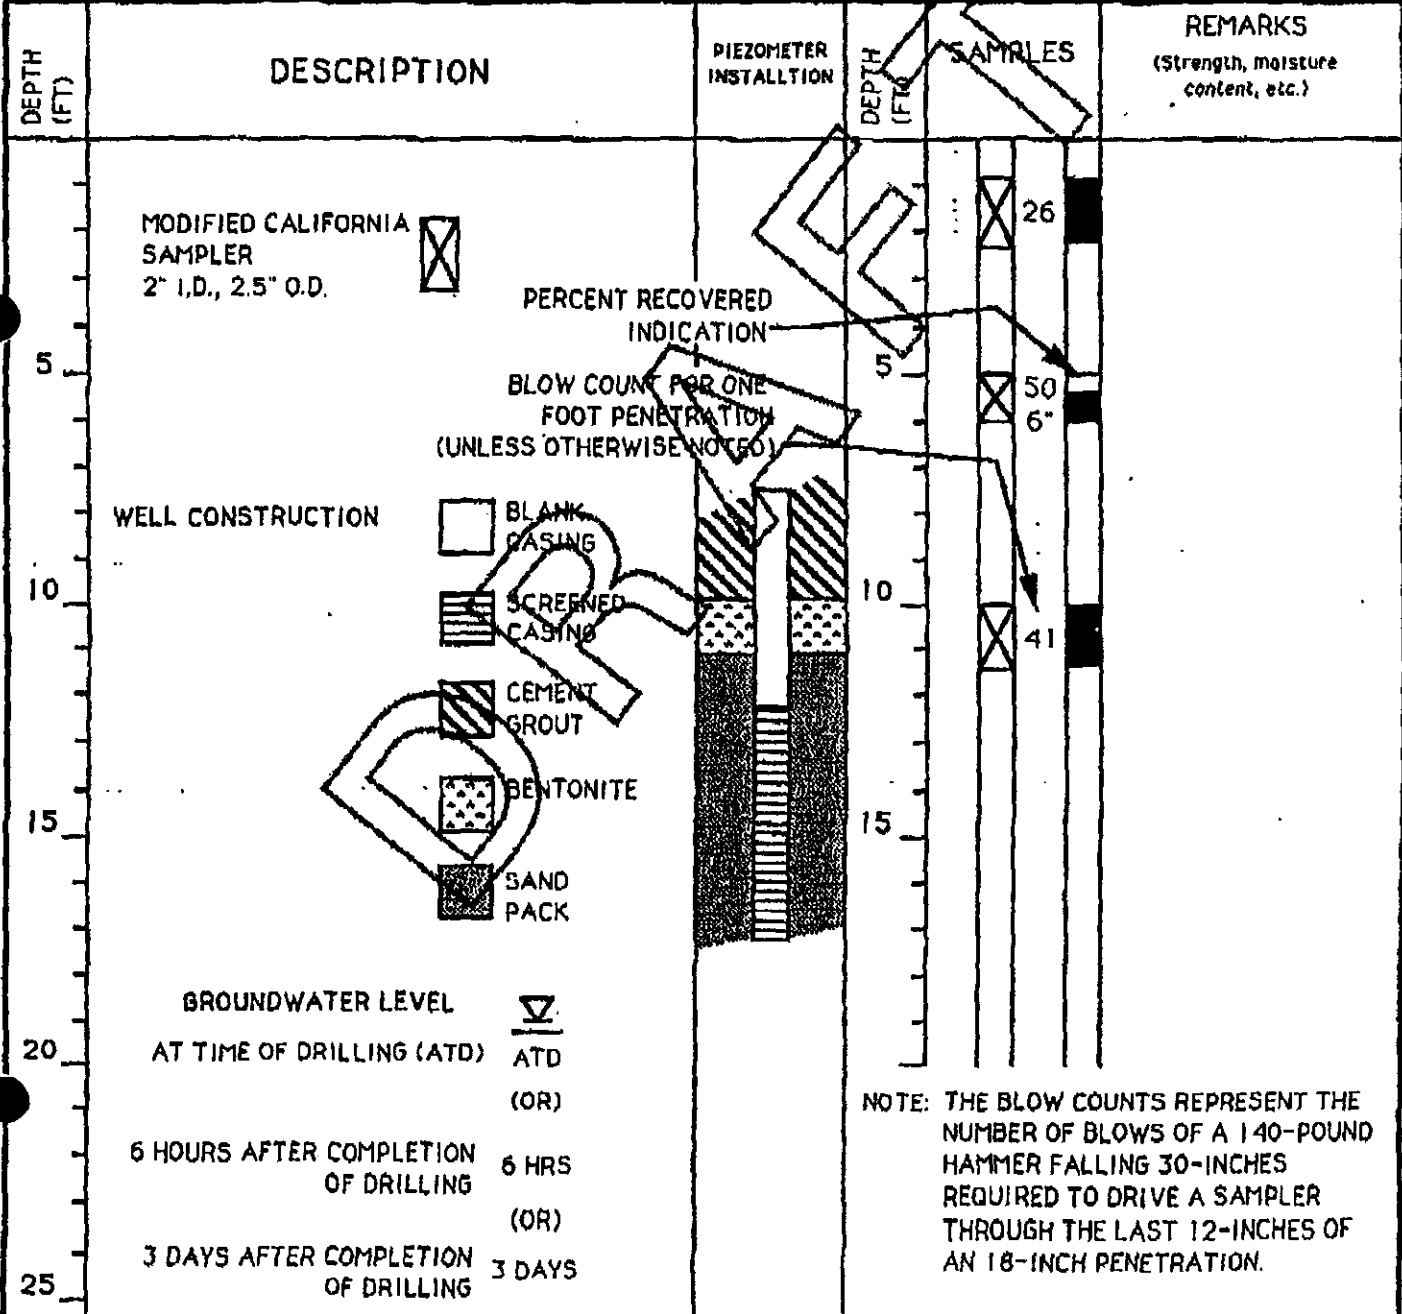 DEPTH
(FT)
DESCRIPTION
PIEZOMETER
INSTALLTION
DEPTH
(FT)
SAMPLES
REMARKS
(Strength, moisture
content, etc.)
MODIFIED CALIFORNIA
SAMPLER
2" I.D., 2.5" O.D.
26
PERCENT RECOVERED
INDICATION
5
5
BLOW COUNT FOR ONE
FOOT PENETRATION
(UNLESS OTHERWISE NOTED)
50
6"
WELL CONSTRUCTION
BLANK
CASING
10
10
SCREENED
CASING
41
CEMENT
GROUT
BENTONITE
15
15
SAND
PACK
GROUNDWATER LEVEL
20
AT TIME OF DRILLING (ATD)
ATD
(OR)
6 HOURS AFTER COMPLETION
OF DRILLING
6 HRS
(OR)
3 DAYS AFTER COMPLETION
OF DRILLING
3 DAYS
25
NOTE: THE BLOW COUNTS REPRESENT THE
NUMBER OF BLOWS OF A 140-POUND
HAMMER FALLING 30-INCHES
REQUIRED TO DRIVE A SAMPLER
THROUGH THE LAST 12-INCHES OF
AN 18-INCH PENETRATION.
DRAFT